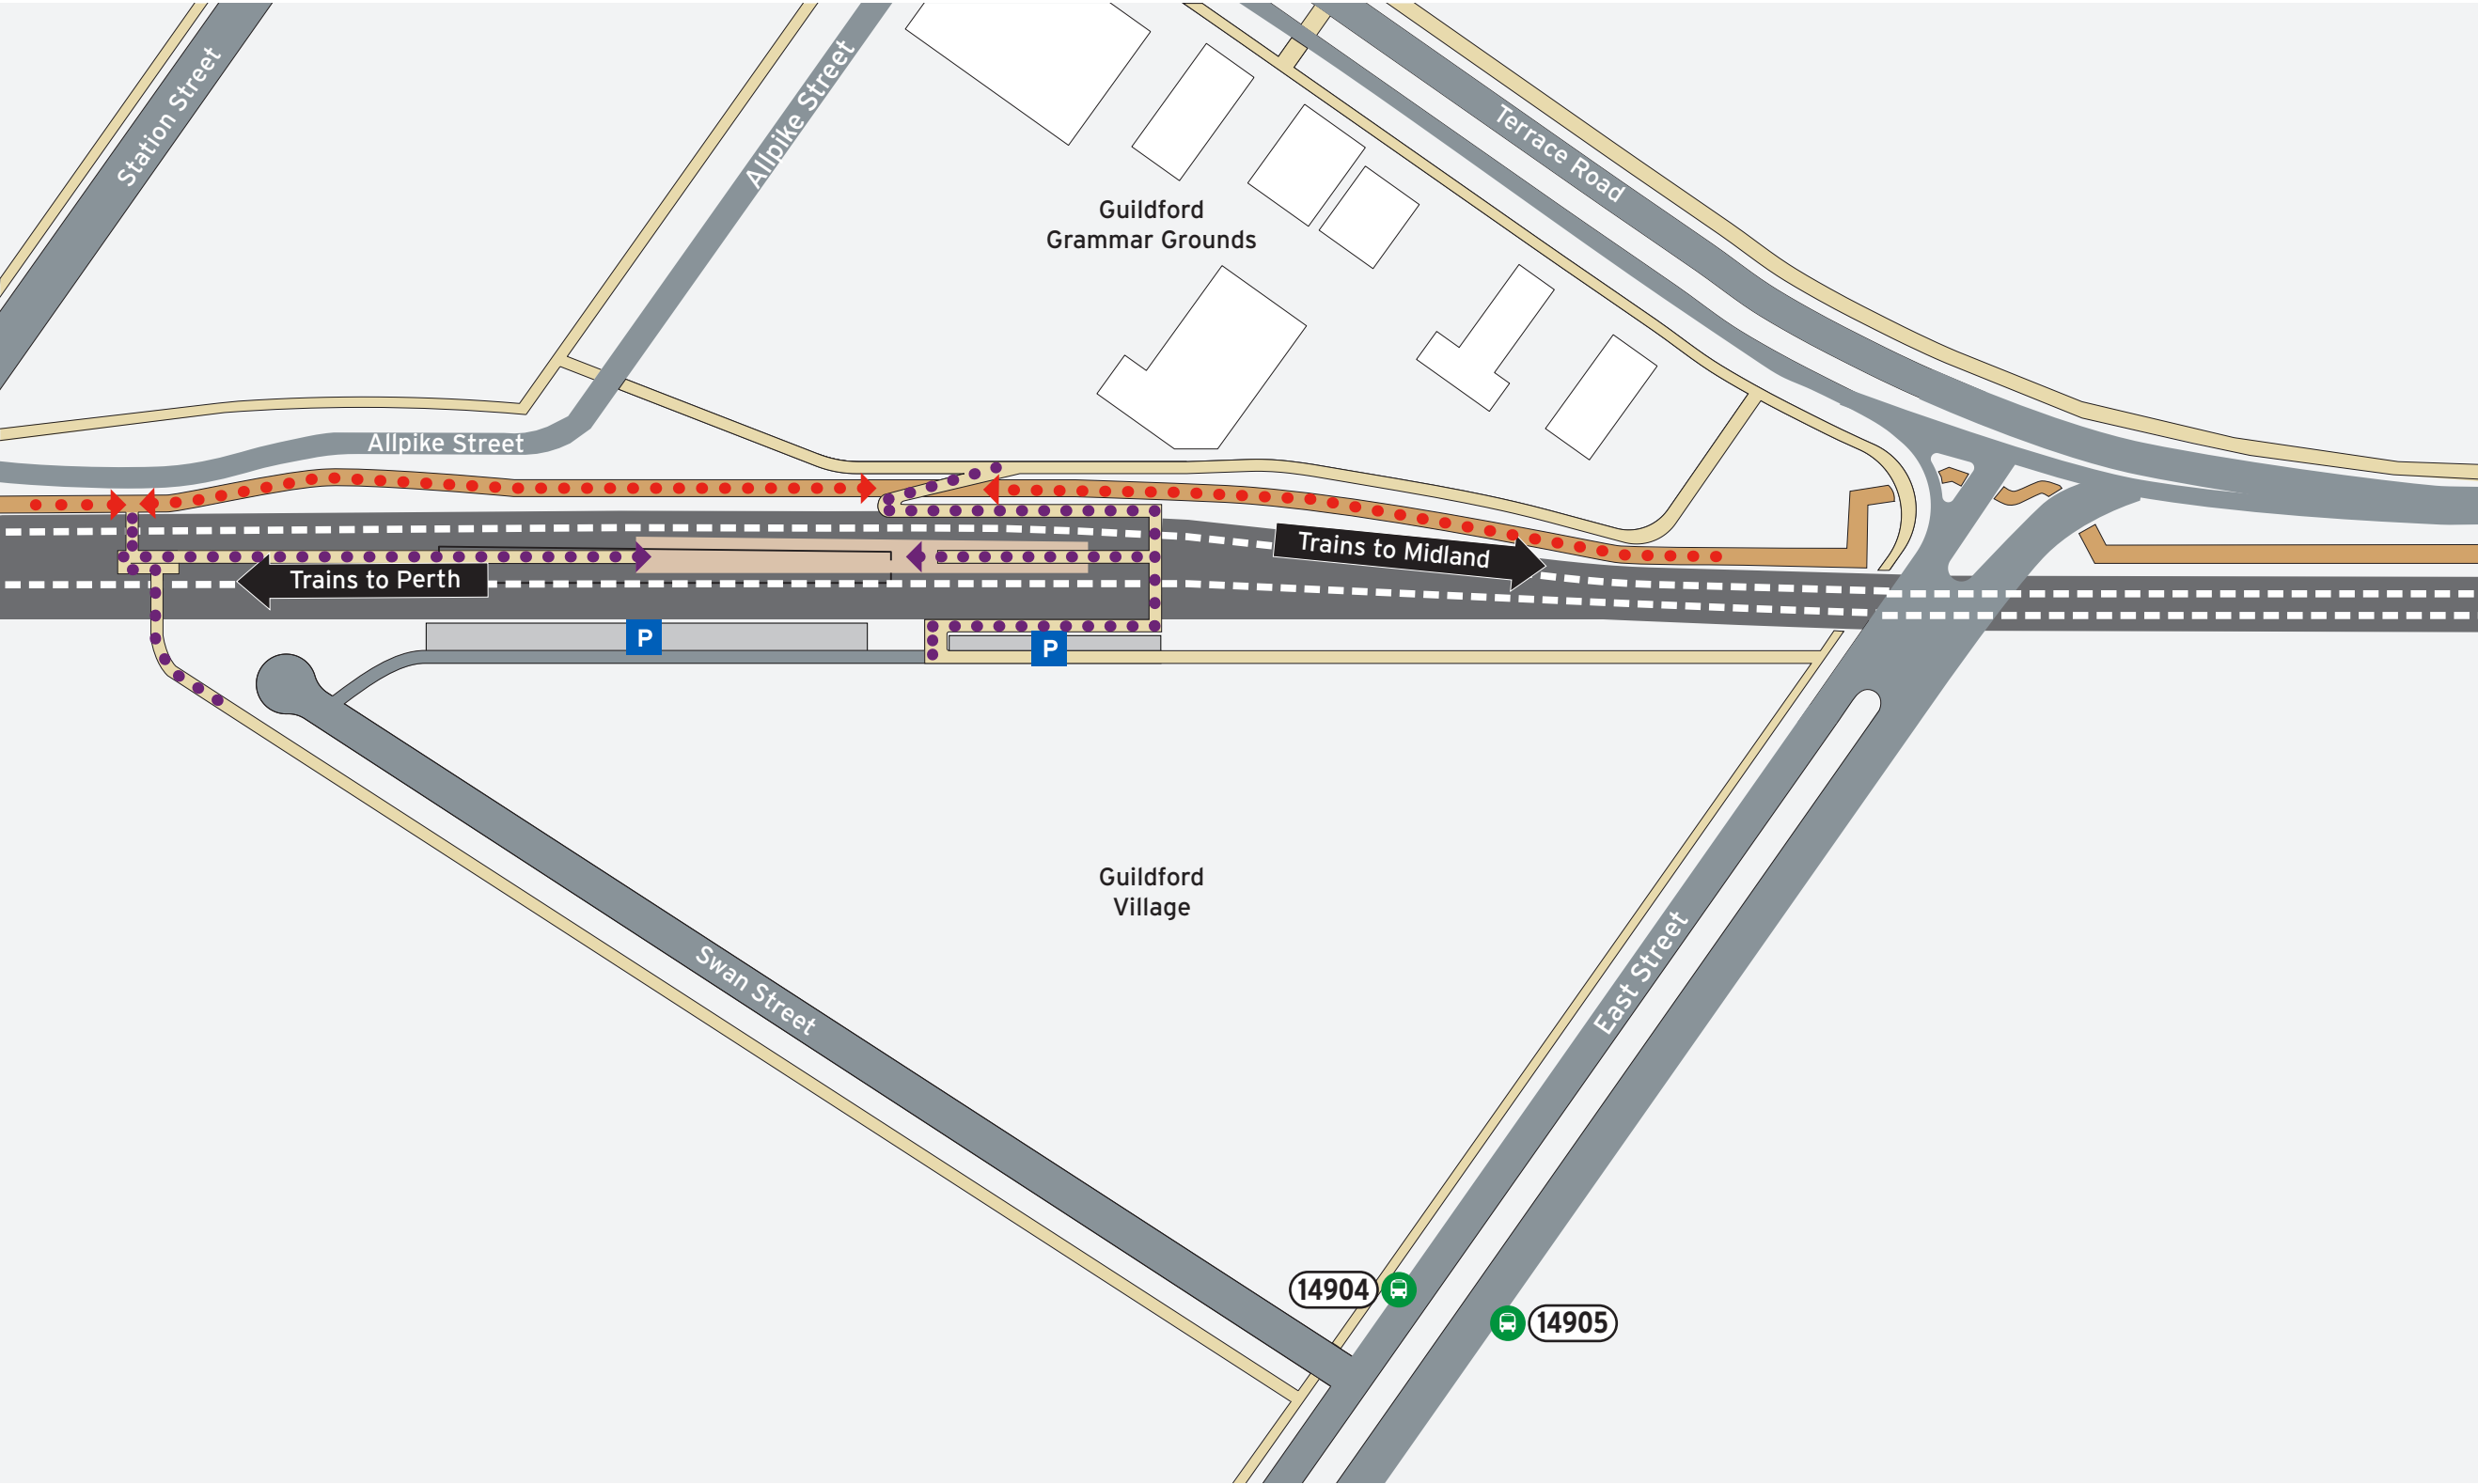 Station Street
Allpike Street
Terrace Road
Guildford
Grammar Grounds
Allpike Street
Trains to Midland
Trains to Perth
P
P
Guildford
Village
Swan Street
East Street
14904
14905